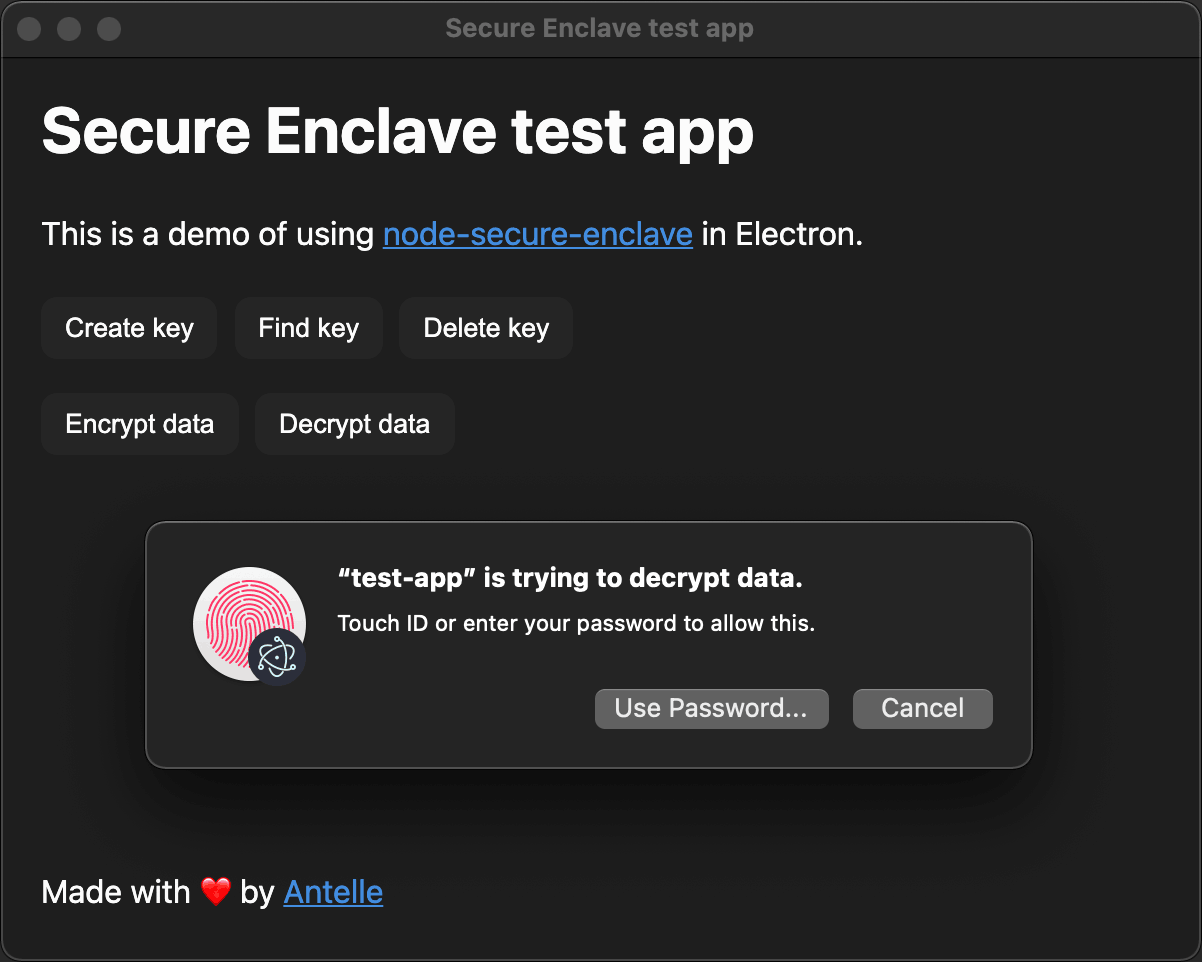 Secure Enclave test app
Secure Enclave test app
This is a demo of using node-secure-enclave in Electron.
Create key Find key Delete key
Encrypt data Decrypt data
“test-app” is trying to decrypt data.
Touch ID or enter your password to allow this.
Use Password... Cancel
Made with ❤️ by Antelle